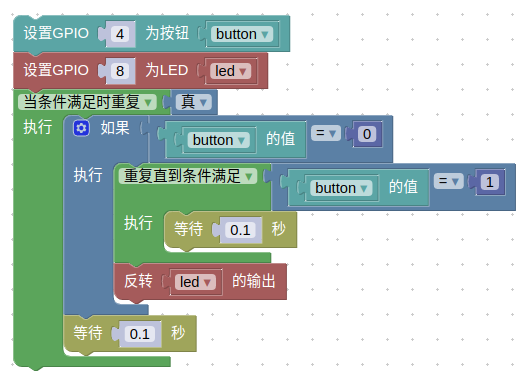 设置GPIO 4 为按钮 button
设置GPIO 8 为LED led
当条件满足时重复 真
执行 如果 button 的值 = 0
执行 重复直到条件满足 button 的值 = 1
执行 等待 0.1 秒
反转 led 的输出
等待 0.1 秒